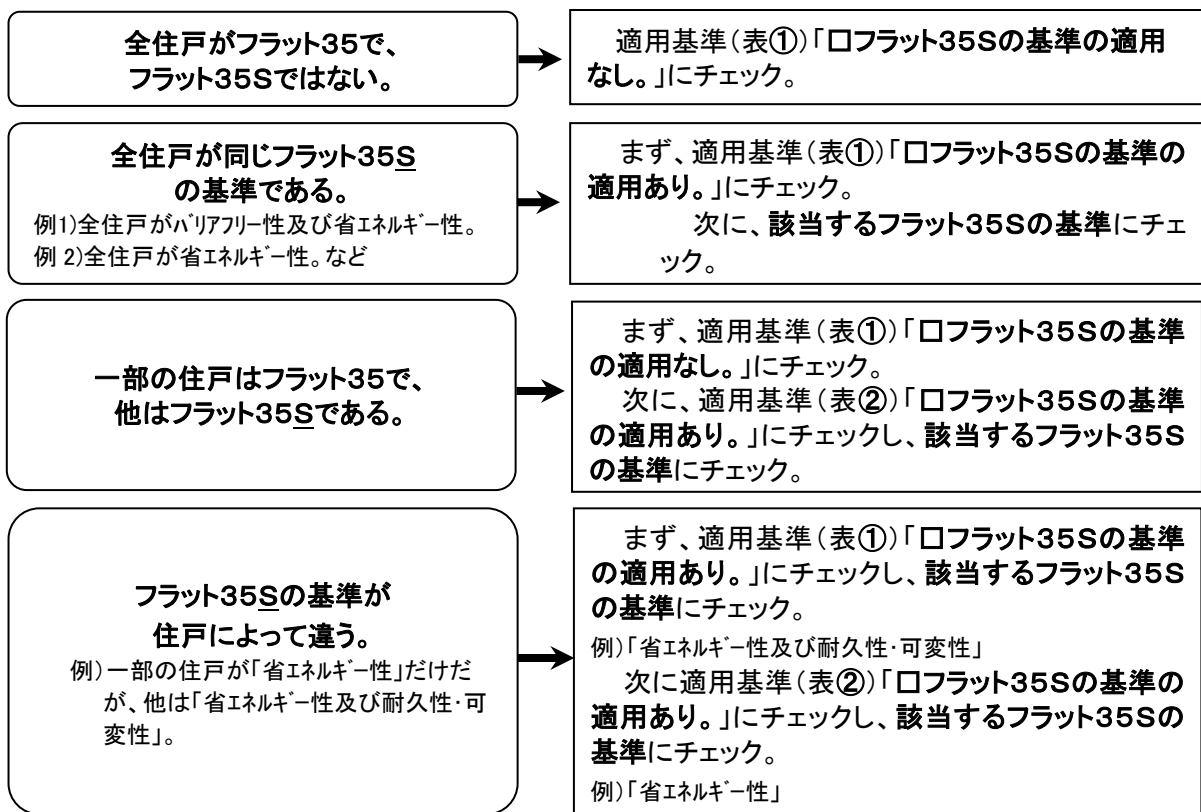 全住戸がフラット35で、
フラット35Sではない。
適用基準(表①)「□フラット35Sの基準の適用
なし。」にチェック。
全住戸が同じフラット35S
の基準である。
例1)全住戸がﾊﾞﾘｱﾌﾘｰ性及び省ｴﾈﾙｷﾞｰ性。
例 2)全住戸が省ｴﾈﾙｷﾞｰ性。など
まず、適用基準(表①)「□フラット35Sの基準の
適用あり。」にチェック。
次に、該当するフラット35Sの基準にチェ
ック。
一部の住戸はフラット35で、
他はフラット35Sである。
まず、適用基準(表①)「□フラット35Sの基準
の適用なし。」にチェック。
次に、適用基準(表②)「□フラット35Sの基準
の適用あり。」にチェックし、該当するフラット35S
の基準にチェック。
フラット35Sの基準が
住戸によって違う。
例)一部の住戸が「省ｴﾈﾙｷﾞｰ性」だけだ
が、他は「省ｴﾈﾙｷﾞｰ性及び耐久性･可
変性」。
まず、適用基準(表①)「□フラット35Sの基準
の適用あり。」にチェックし、該当するフラット35S
の基準にチェック。
例)「省ｴﾈﾙｷﾞｰ性及び耐久性･可変性」
次に適用基準(表②)「□フラット35Sの基準の
適用あり。」にチェックし、該当するフラット35Sの
基準にチェック。
例)「省ｴﾈﾙｷﾞｰ性」